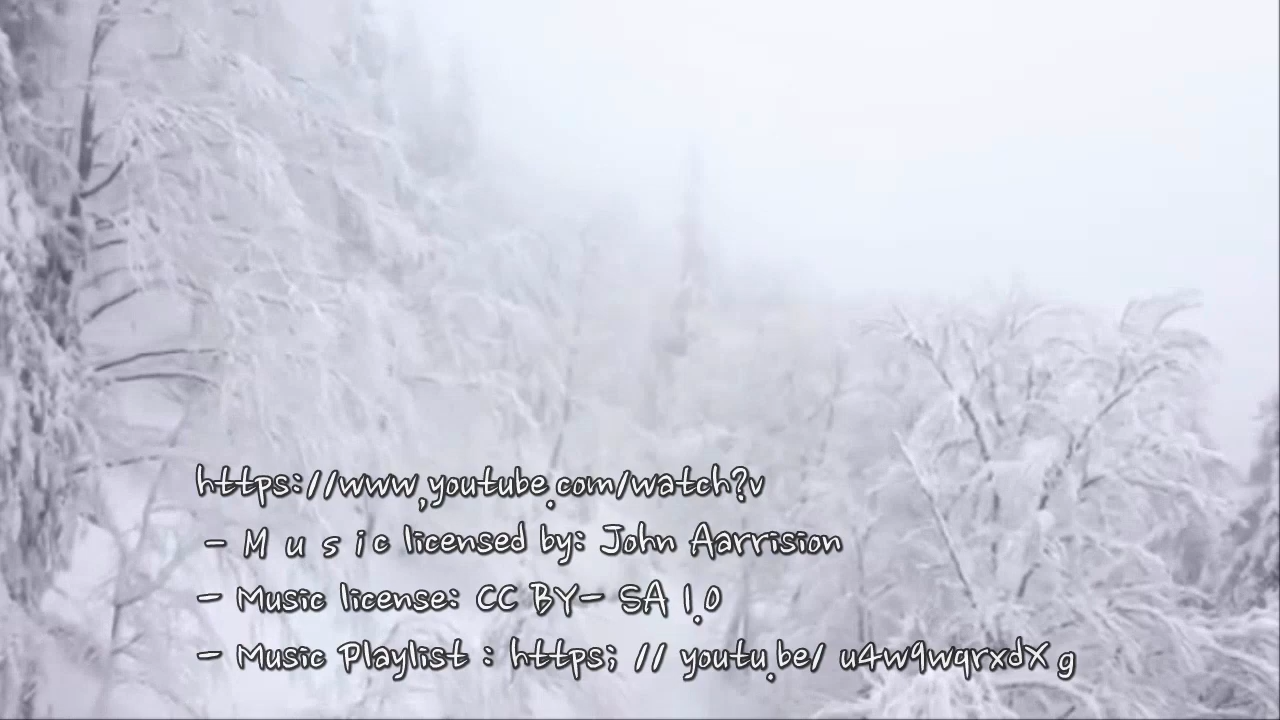 https://www,youtube.com/watch?v
- M u s i c licensed by: John Aarrision
- Music license: CC BY- SA 1.0
- Music Playlist : https; // youtu.be/ u4w9wqrxdX g